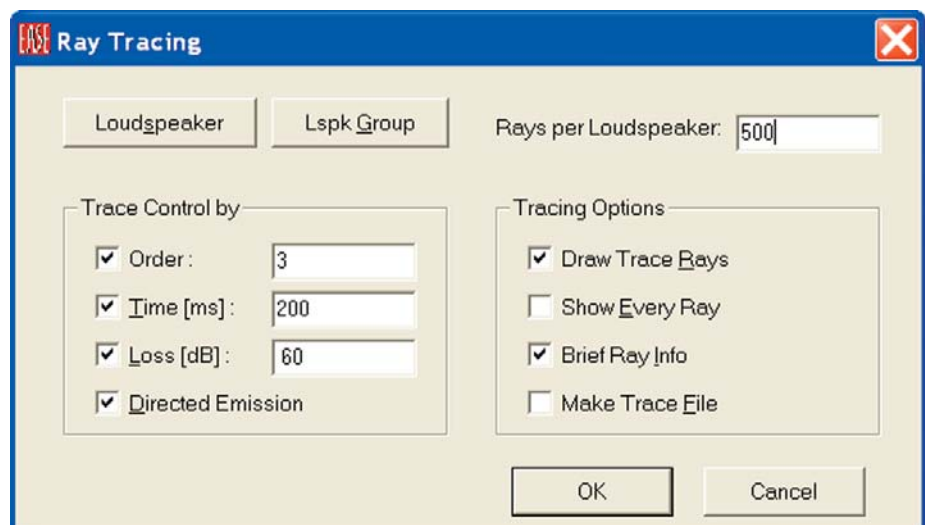 EASE Ray Tracing
Loudspeaker
Lspk Group
Rays per Loudspeaker: 500
Trace Control by
Order : 3
Time [ms] : 200
Loss [dB] : 60
Directed Emission
Tracing Options
Draw Trace Rays
Show Every Ray
Brief Ray Info
Make Trace File
OK
Cancel